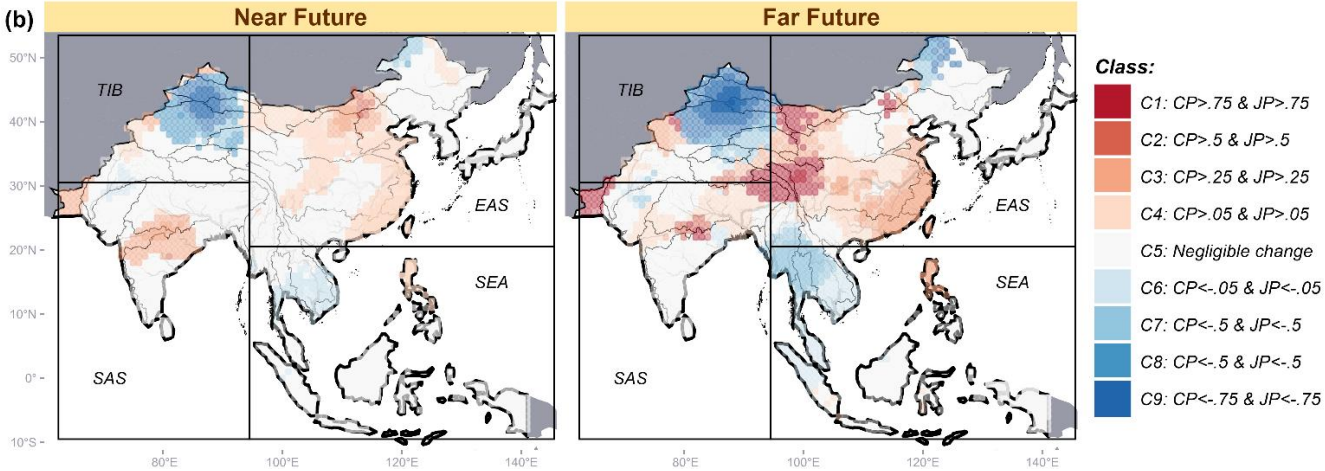 (b)
Near Future
Far Future
50°N
40°N
30°N
20°N
10°N
0°
10°S
TIB
EAS
SEA
SAS
80°E
100°E
120°E
140°E
TIB
EAS
SEA
SAS
80°E
100°E
120°E
140°E
Class:
C1: CP>.75 & JP>.75
C2: CP>.5 & JP>.5
C3: CP>.25 & JP>.25
C4: CP>.05 & JP>.05
C5: Negligible change
C6: CP<-.05 & JP<-.05
C7: CP<-.5 & JP<-.5
C8: CP<-.5 & JP<-.5
C9: CP<-.75 & JP<-.75